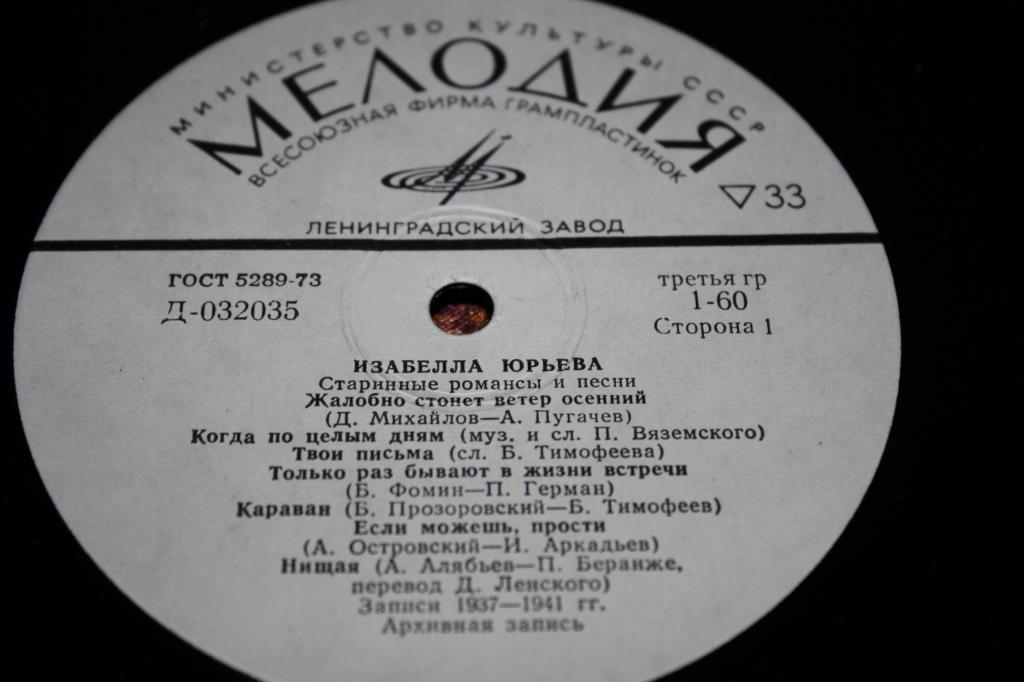 МИНИСТЕРСТВО КУЛЬТУРЫ СССР
МЕЛОДИЯ
ВСЕСОЮЗНАЯ ФИРМА ГРАМПЛАСТИНОК
▽ 33
ЛЕНИНГРАДСКИЙ ЗАВОД
ГОСТ 5289-73
третья гр
Д-032035
1-60
Сторона 1
ИЗАБЕЛЛА ЮРЬЕВА
Старинные романсы и песни
Жалобно стонет ветер осенний
(Д. Михайлов—А. Пугачев)
Когда по целым дням (муз. и сл. П. Вяземского)
Твои письма (сл. Б. Тимофеева)
Только раз бывают в жизни встречи
(Б. Фомин—П. Герман)
Караван (Б. Прозоровский—Б. Тимофеев)
Если можешь, прости
(А. Островский—И. Аркадьев)
Нищая (А. Алябьев—П. Беранже,
перевод Д. Ленского)
Записи 1937—1941 гг.
Архивная запись